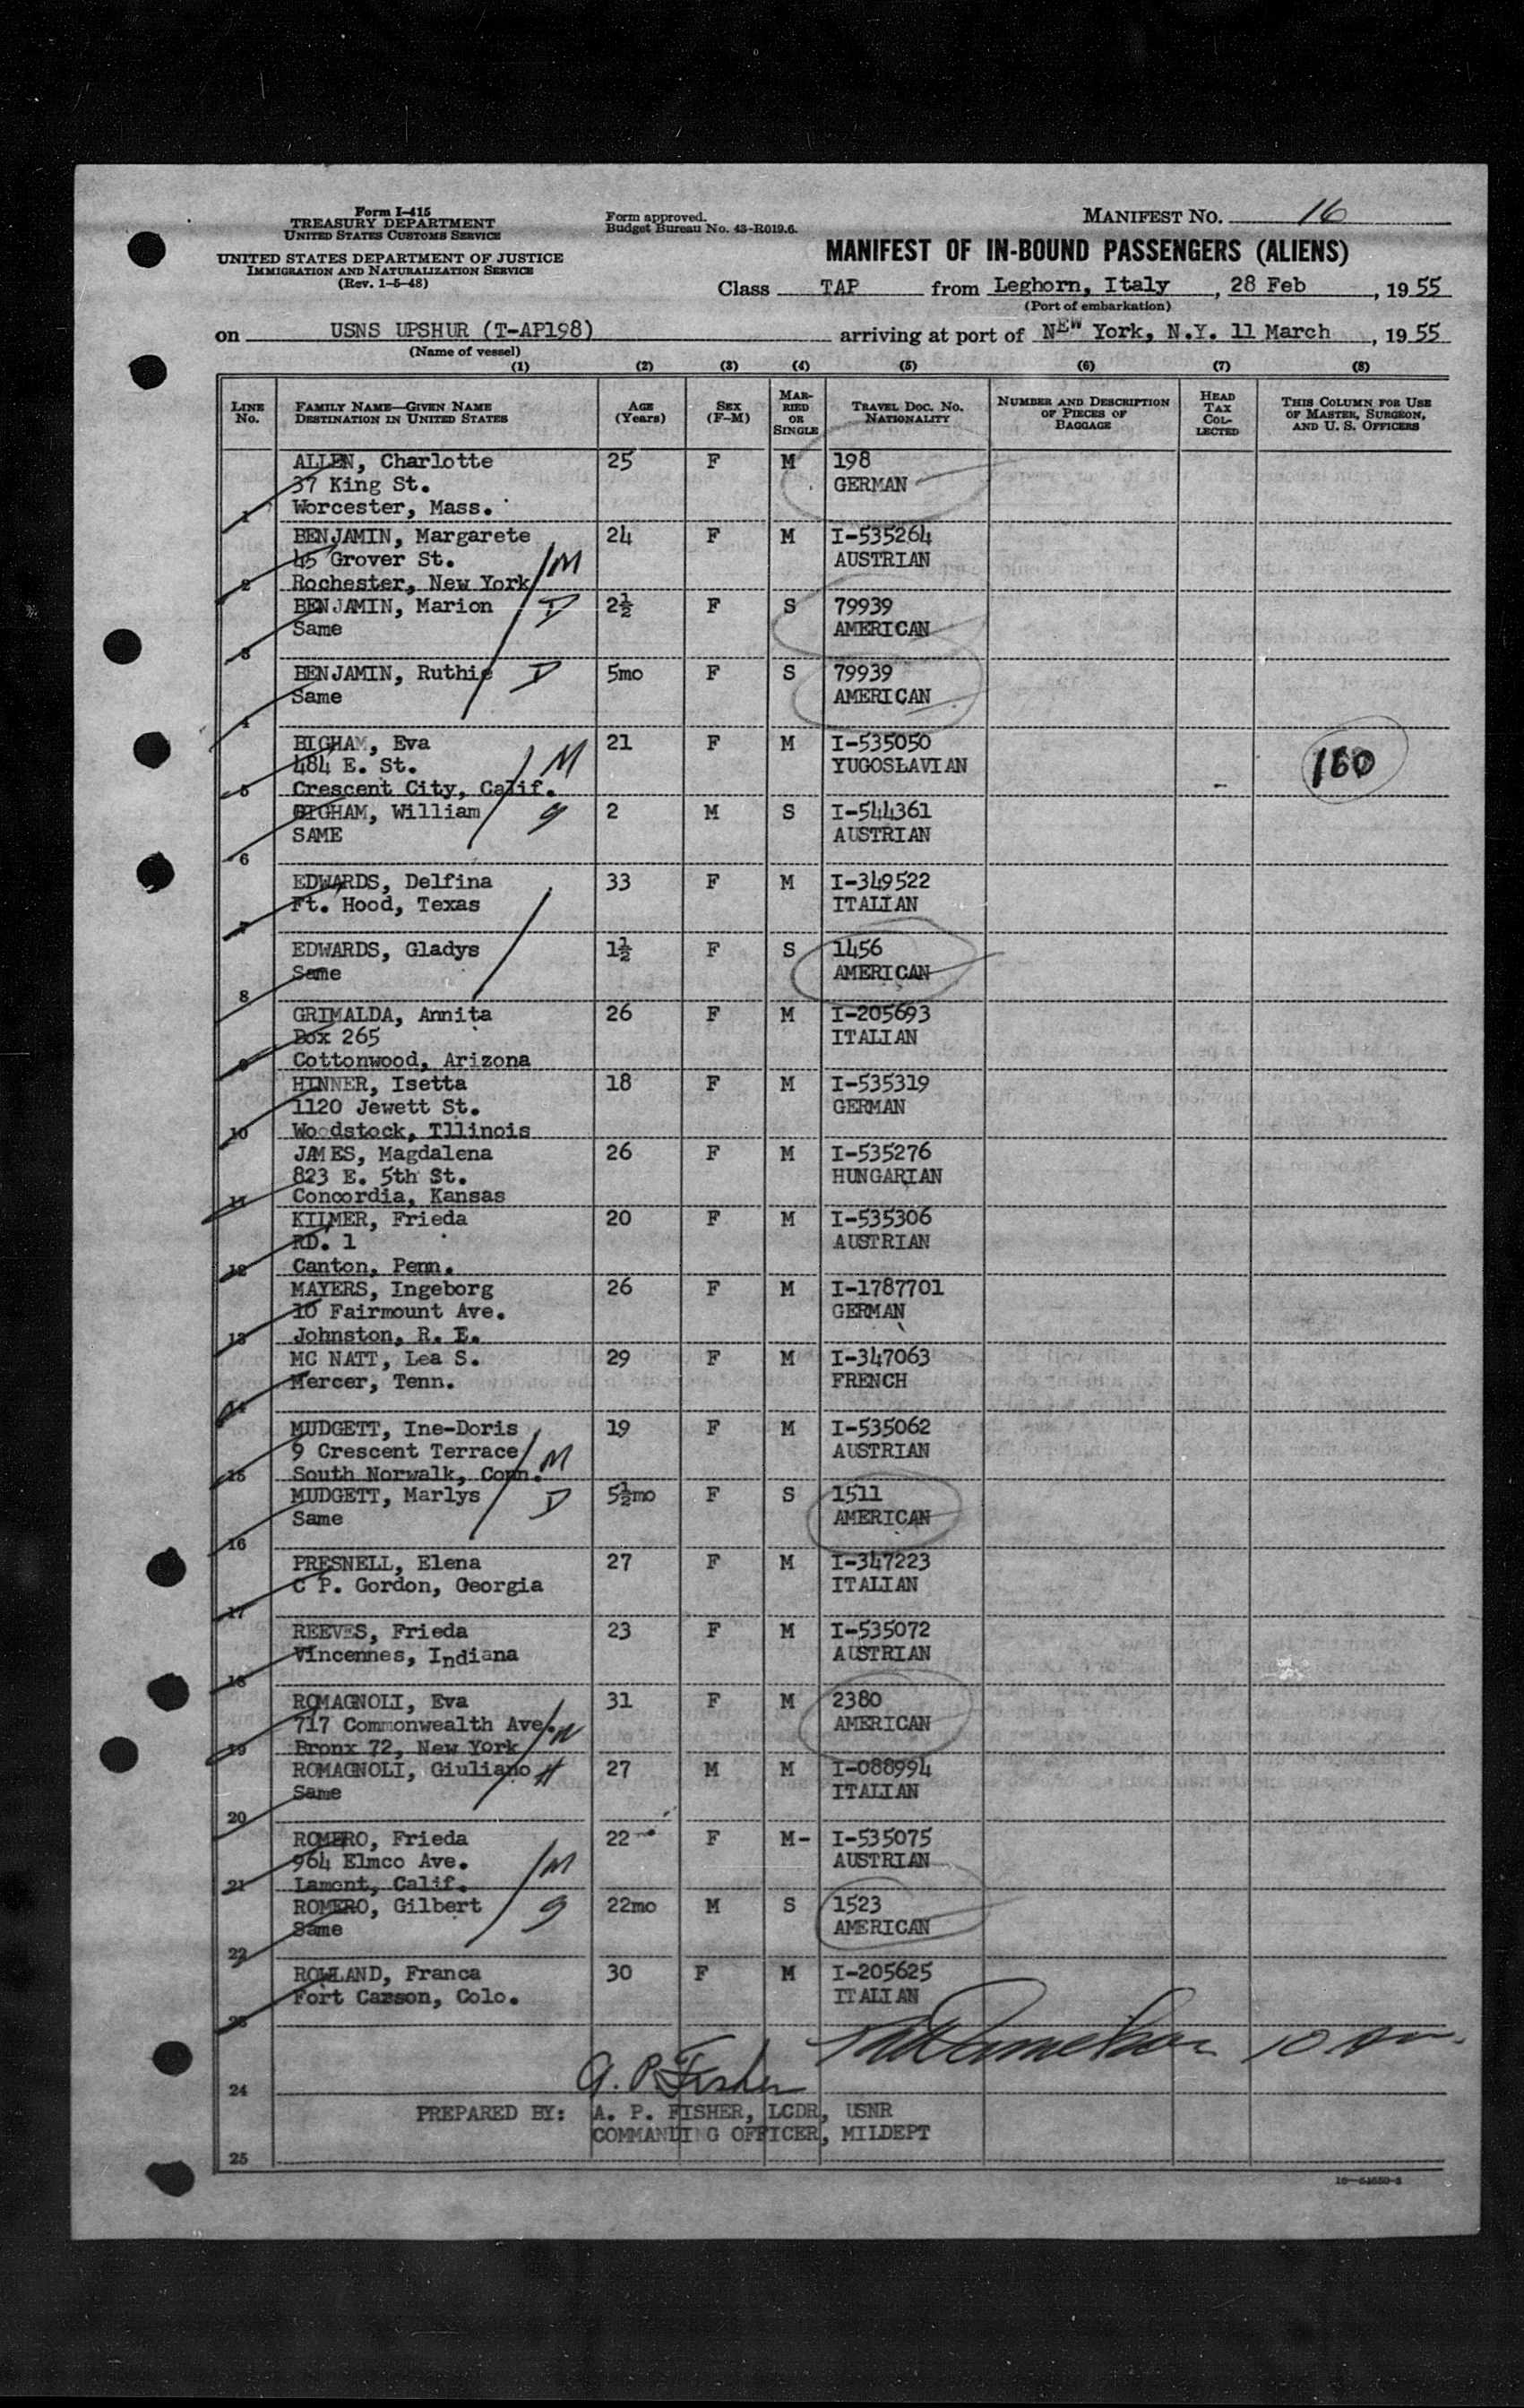 Form I-415
TREASURY DEPARTMENT
UNITED STATES CUSTOMS SERVICE
UNITED STATES DEPARTMENT OF JUSTICE
IMMIGRATION AND NATURALIZATION SERVICE
(Rev. 1-5-48)
Form approved.
Budget Bureau No. 43-R019.6.
MANIFEST NO. 16
MANIFEST OF IN-BOUND PASSENGERS (ALIENS)
Class TAP from Leghorn, Italy, 28 Feb, 1955
(Port of embarkation)
on USNS UPSHUR (T-AP198) arriving at port of NEW York, N.Y. 11 March, 1955
(Name of vessel)
(1) (2) (3) (4) (5) (6) (7) (8)
LINE No. FAMILY NAME—GIVEN NAME DESTINATION IN UNITED STATES AGE (Years) SEX (F-M) MARRIED OR SINGLE TRAVEL DOC. NO. NATIONALITY NUMBER AND DESCRIPTION OF PIECES OF BAGGAGE HEAD TAX COLLECTED THIS COLUMN FOR USE OF MASTER, SURGEON, AND U. S. OFFICERS
ALLEN, Charlotte 25 F M 198
37 King St. GERMAN
1 Worcester, Mass.
BENJAMIN, Margarete 24 F M I-535264
45 Grover St. AUSTRIAN
2 Rochester, New York M
BENJAMIN, Marion D 2½ F S 79939
Same AMERICAN
3
BENJAMIN, Ruthie D 5mo F S 79939
Same AMERICAN
4
BIGHAM, Eva 21 F M I-535050
484 E. St. M YUGOSLAVIAN 160
5 Crescent City, Calif. -
BIGHAM, William 2 M S I-544361
SAME AUSTRIAN
6
EDWARDS, Delfina 33 F M I-349522
Ft. Hood, Texas ITALIAN
7
EDWARDS, Gladys 1½ F S 1456
Same AMERICAN
8
GRIMALDA, Annita 26 F M I-205693
Box 265 ITALIAN
9 Cottonwood, Arizona
HINNER, Isetta 18 F M I-535319
1120 Jewett St. GERMAN
10 Woodstock, Illinois
JAMES, Magdalena 26 F M I-535276
823 E. 5th St. HUNGARIAN
11 Concordia, Kansas
KILMER, Frieda 20 F M I-535306
RD. 1 AUSTRIAN
12 Canton, Penn.
MAYERS, Ingeborg 26 F M I-1787701
10 Fairmount Ave. GERMAN
13 Johnston, R. I.
MC NATT, Lea S. 29 F M I-347063
Mercer, Tenn. FRENCH
14
MUDGETT, Ine-Doris 19 F M I-535062
9 Crescent Terrace AUSTRIAN
15 South Norwalk, Conn. M
MUDGETT, Marlys D 5½mo F S 1511
Same AMERICAN
16
PRESNELL, Elena 27 F M I-347223
C P. Gordon, Georgia ITALIAN
17
REEVES, Frieda 23 F M I-535072
Vincennes, Indiana AUSTRIAN
18
ROMAGNOLI, Eva 31 F M 2380
717 Commonwealth Ave. W AMERICAN
19 Bronx 72, New York
ROMAGNOLI, Giuliano H 27 M M I-088994
Same ITALIAN
20
ROMERO, Frieda 22 F M- I-535075
964 Elmco Ave. M AUSTRIAN
21 Lamont, Calif.
ROMERO, Gilbert 22mo M S 1523
Same AMERICAN
22
ROWLAND, Franca 30 F M I-205625
Fort Carson, Colo. ITALIAN
23
A. P. Fisher
24
PREPARED BY: A. P. FISHER, LCDR, USNR
COMMANDING OFFICER, MILDEPT
25